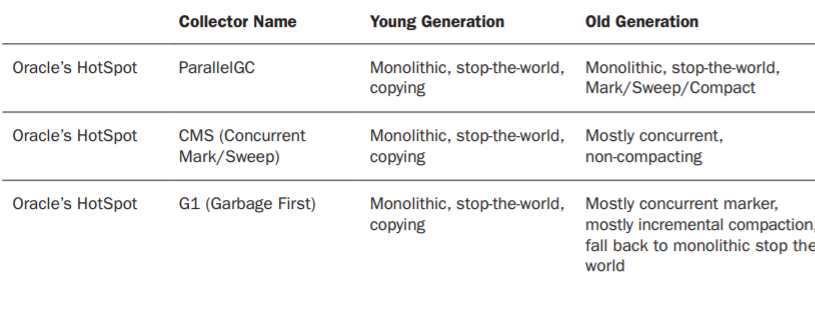 Collector Name Young Generation Old Generation
Oracle's HotSpot ParallelGC Monolithic, stop-the-world, Monolithic, stop-the-world,
copying Mark/Sweep/Compact
Oracle's HotSpot CMS (Concurrent Monolithic, stop-the-world, Mostly concurrent,
Mark/Sweep) copying non-compacting
Oracle's HotSpot G1 (Garbage First) Monolithic, stop-the-world, Mostly concurrent marker,
copying mostly incremental compaction,
fall back to monolithic stop the
world